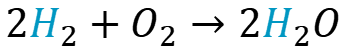 2H₂ + O₂ → 2H₂O